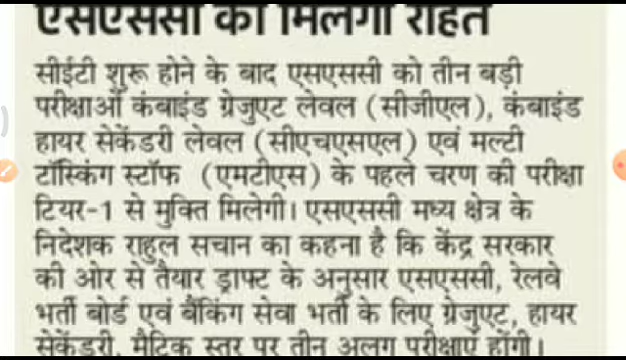 एसएससी को मिलेगी राहत
सीईटी शुरू होने के बाद एसएससी को तीन बड़ी
परीक्षाओं कंबाइंड ग्रेजुएट लेवल (सीजीएल), कंबाइंड
हायर सेकेंडरी लेवल (सीएचएसएल) एवं मल्टी
टॉस्किंग स्टॉफ (एमटीएस) के पहले चरण की परीक्षा
टियर-1 से मुक्ति मिलेगी। एसएससी मध्य क्षेत्र के
निदेशक राहुल सचान का कहना है कि केंद्र सरकार
की ओर से तैयार ड्राफ्ट के अनुसार एसएससी, रेलवे
भर्ती बोर्ड एवं बैंकिंग सेवा भर्ती के लिए ग्रेजुएट, हायर
सेकेंडरी, मैट्रिक स्तर पर तीन अलग परीक्षाएं होंगी।